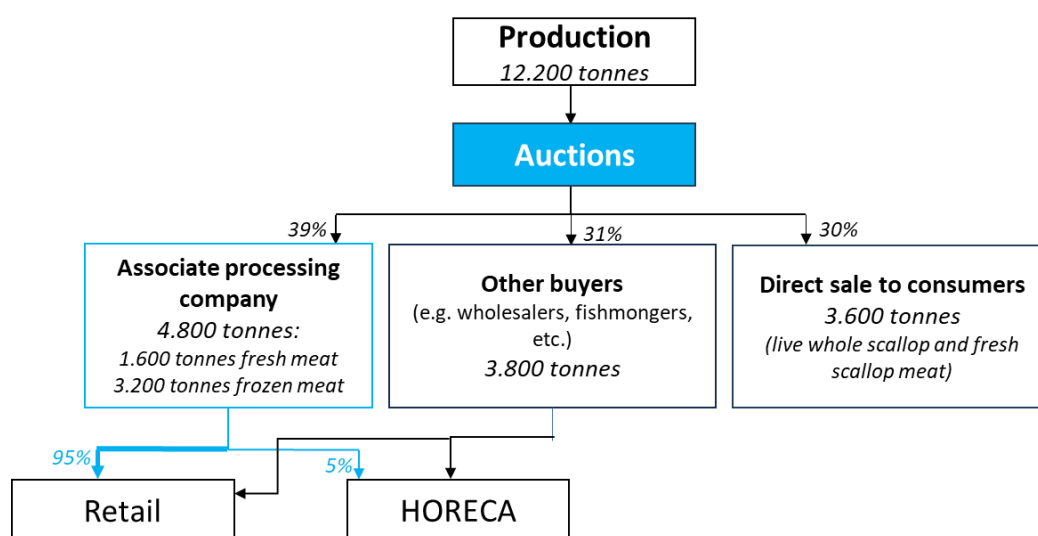 Production
12.200 tonnes
Auctions
39%
31%
30%
Associate processing
company
4.800 tonnes:
1.600 tonnes fresh meat
3.200 tonnes frozen meat
Other buyers
(e.g. wholesalers, fishmongers,
etc.)
3.800 tonnes
Direct sale to consumers
3.600 tonnes
(live whole scallop and fresh
scallop meat)
95%
5%
Retail
HORECA